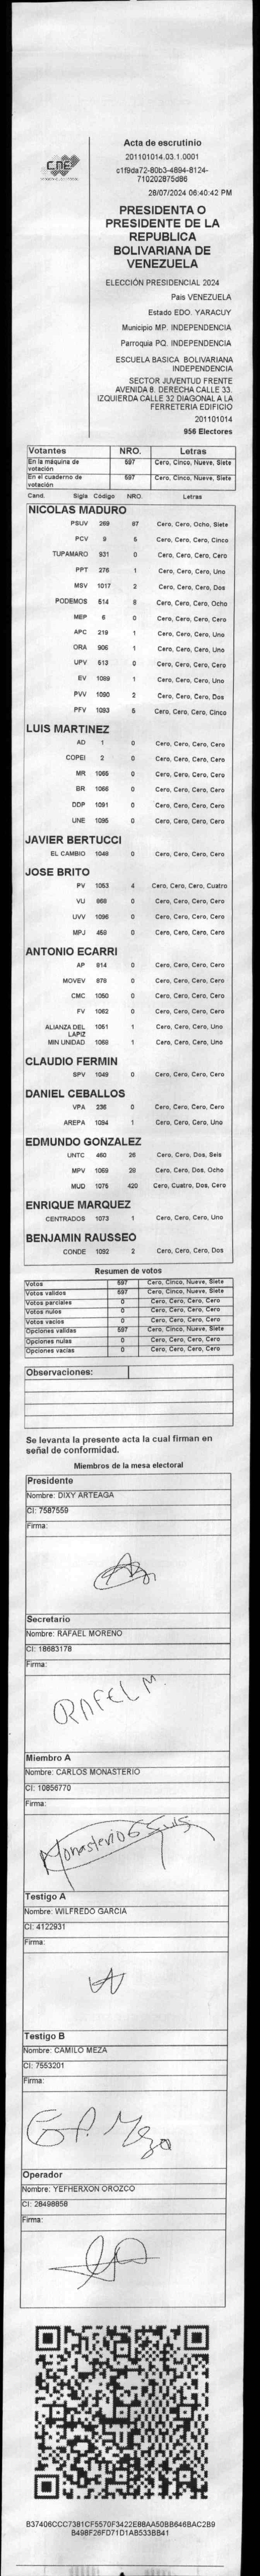 CNE
Acta de escrutinio
201101014.03.1.0001
c1f9da72-80b3-4894-8124-
710202875d86
28/07/2024 06:40:42 PM
PRESIDENTA O
PRESIDENTE DE LA
REPUBLICA
BOLIVARIANA DE
VENEZUELA
ELECCIÓN PRESIDENCIAL 2024
Pais VENEZUELA
Estado EDO. YARACUY
Municipio MP. INDEPENDENCIA
Parroquia PQ. INDEPENDENCIA
ESCUELA BASICA BOLIVARIANA
INDEPENDENCIA
SECTOR JUVENTUD FRENTE
AVENIDA 8. DERECHA CALLE 33.
IZQUIERDA CALLE 32 DIAGONAL A LA
FERRETERIA EDIFICIO
201101014
956 Electores
Votantes NRO. Letras
En la máquina de votación 597 Cero, Cinco, Nueve, Siete
En el cuaderno de votación 597 Cero, Cinco, Nueve, Siete
Cand. Sigla Código NRO. Letras
NICOLAS MADURO
PSUV 269 87 Cero, Cero, Ocho, Siete
PCV 9 5 Cero, Cero, Cero, Cinco
TUPAMARO 931 0 Cero, Cero, Cero, Cero
PPT 276 1 Cero, Cero, Cero, Uno
MSV 1017 2 Cero, Cero, Cero, Dos
PODEMOS 514 8 Cero, Cero, Cero, Ocho
MEP 6 0 Cero, Cero, Cero, Cero
APC 219 1 Cero, Cero, Cero, Uno
ORA 906 1 Cero, Cero, Cero, Uno
UPV 613 0 Cero, Cero, Cero, Cero
EV 1089 1 Cero, Cero, Cero, Uno
PVV 1090 2 Cero, Cero, Cero, Dos
PFV 1093 5 Cero, Cero, Cero, Cinco
LUIS MARTINEZ
AD 1 0 Cero, Cero, Cero, Cero
COPEI 2 0 Cero, Cero, Cero, Cero
MR 1065 0 Cero, Cero, Cero, Cero
BR 1066 0 Cero, Cero, Cero, Cero
DDP 1091 0 Cero, Cero, Cero, Cero
UNE 1095 0 Cero, Cero, Cero, Cero
JAVIER BERTUCCI
EL CAMBIO 1048 0 Cero, Cero, Cero, Cero
JOSE BRITO
PV 1053 4 Cero, Cero, Cero, Cuatro
VU 868 0 Cero, Cero, Cero, Cero
UVV 1096 0 Cero, Cero, Cero, Cero
MPJ 458 0 Cero, Cero, Cero, Cero
ANTONIO ECARRI
AP 814 0 Cero, Cero, Cero, Cero
MOVEV 878 0 Cero, Cero, Cero, Cero
CMC 1050 0 Cero, Cero, Cero, Cero
FV 1062 0 Cero, Cero, Cero, Cero
ALIANZA DEL LAPIZ 1051 1 Cero, Cero, Cero, Uno
MIN UNIDAD 1058 1 Cero, Cero, Cero, Uno
CLAUDIO FERMIN
SPV 1049 0 Cero, Cero, Cero, Cero
DANIEL CEBALLOS
VPA 236 0 Cero, Cero, Cero, Cero
AREPA 1094 1 Cero, Cero, Cero, Uno
EDMUNDO GONZALEZ
UNTC 460 26 Cero, Cero, Dos, Seis
MPV 1069 28 Cero, Cero, Dos, Ocho
MUD 1075 420 Cero, Cuatro, Dos, Cero
ENRIQUE MARQUEZ
CENTRADOS 1073 1 Cero, Cero, Cero, Uno
BENJAMIN RAUSSEO
CONDE 1092 2 Cero, Cero, Cero, Dos
Resumen de votos
Votos 597 Cero, Cinco, Nueve, Siete
Votos validos 597 Cero, Cinco, Nueve, Siete
Votos parciales 0 Cero, Cero, Cero, Cero
Votos nulos 0 Cero, Cero, Cero, Cero
Votos vacios 0 Cero, Cero, Cero, Cero
Opciones validas 597 Cero, Cinco, Nueve, Siete
Opciones nulas 0 Cero, Cero, Cero, Cero
Opciones vacias 0 Cero, Cero, Cero, Cero
Observaciones:
Se levanta la presente acta la cual firman en
señal de conformidad.
Miembros de la mesa electoral
Presidente
Nombre: DIXY ARTEAGA
CI: 7587559
Firma:
Secretario
Nombre: RAFAEL MORENO
CI: 18683178
Firma:
RAFEL M.
Miembro A
Nombre: CARLOS MONASTERIO
CI: 10856770
Firma:
Monasterio
Testigo A
Nombre: WILFREDO GARCIA
CI: 4122931
Firma:
Testigo B
Nombre: CAMILO MEZA
CI: 7553201
Firma:
Meza
Operador
Nombre: YEFHERXON OROZCO
CI: 28498858
Firma:
B37406CCC7381CF5570F3422E88AA50BB646BAC2B9
B498F26FD71D1AB533BB41